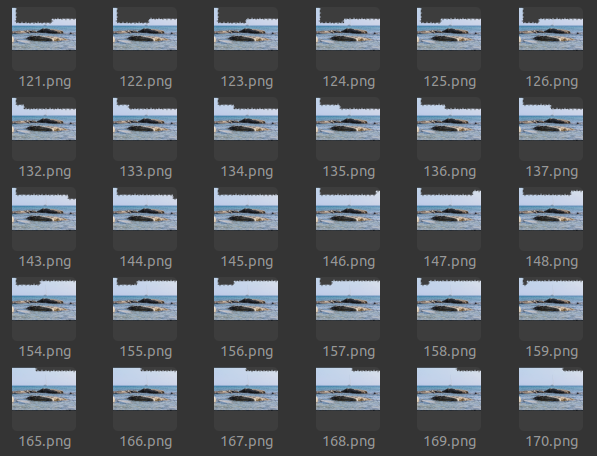 121.png 122.png 123.png 124.png 125.png 126.png
132.png 133.png 134.png 135.png 136.png 137.png
143.png 144.png 145.png 146.png 147.png 148.png
154.png 155.png 156.png 157.png 158.png 159.png
165.png 166.png 167.png 168.png 169.png 170.png